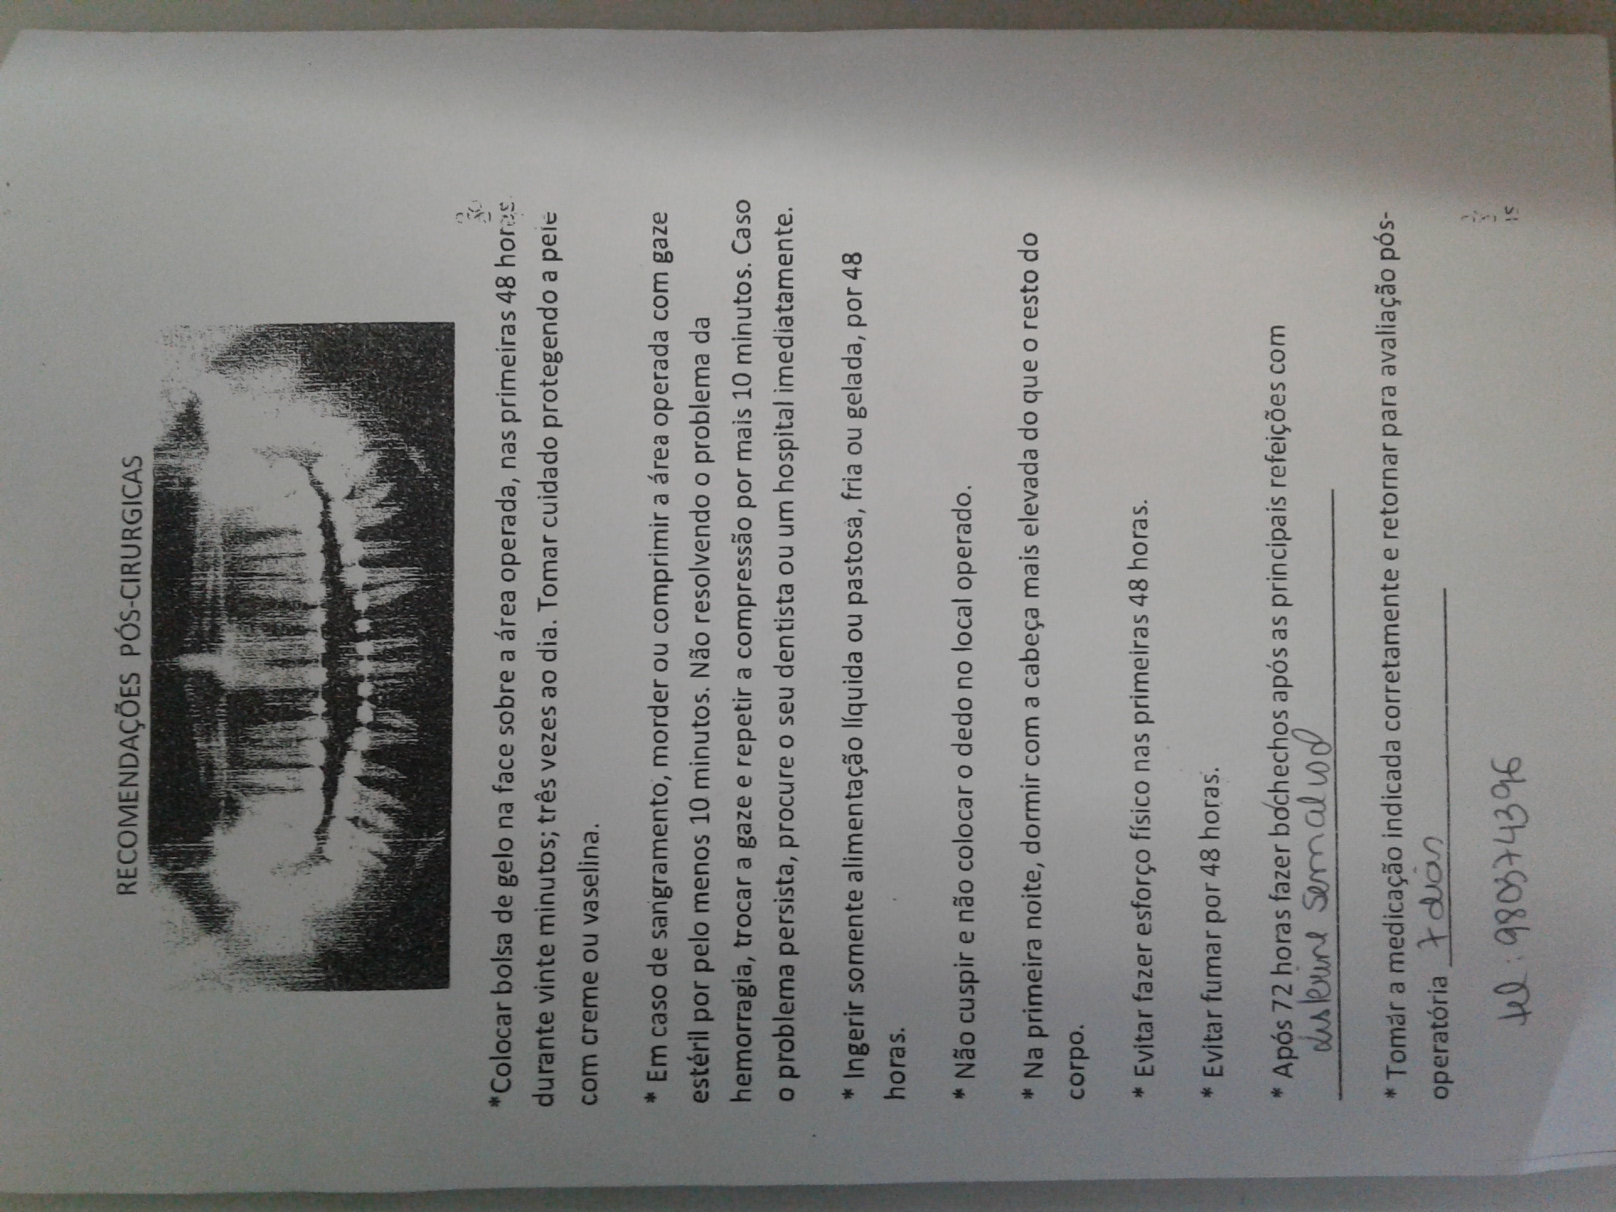 RECOMENDAÇÕES PÓS-CIRURGICAS
*Colocar bolsa de gelo na face sobre a área operada, nas primeiras 48 horas.
durante vinte minutos; três vezes ao dia. Tomar cuidado protegendo a pele
com creme ou vaselina.
* Em caso de sangramento, morder ou comprimir a área operada com gaze
estéril por pelo menos 10 minutos. Não resolvendo o problema da
hemorragia, trocar a gaze e repetir a compressão por mais 10 minutos. Caso
o problema persista, procure o seu dentista ou um hospital imediatamente.
* Ingerir somente alimentação líquida ou pastosa, fria ou gelada, por 48
horas.
* Não cuspir e não colocar o dedo no local operado.
* Na primeira noite, dormir com a cabeça mais elevada do que o resto do
corpo.
* Evitar fazer esforço físico nas primeiras 48 horas.
* Evitar fumar por 48 horas.
* Após 72 horas fazer bochechos após as principais refeições com
sem alcool
* Tomar a medicação indicada corretamente e retornar para avaliação pós-
operatória 7 dias
tel: 980374396